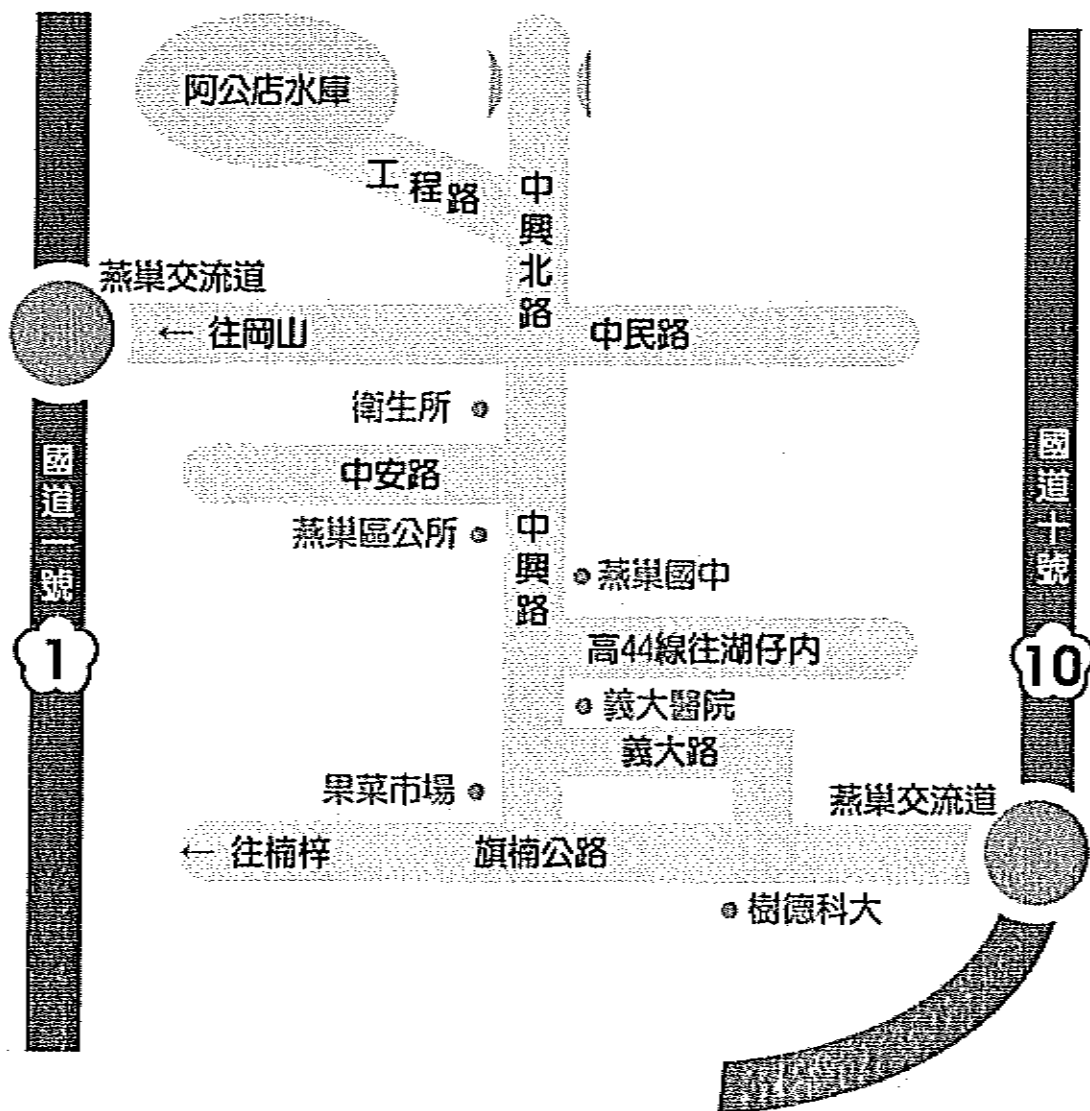 阿公店水庫
工程路
中興北路
燕巢交流道
← 往岡山
中民路
衛生所
國道一號
中安路
國道十號
燕巢區公所
中興路
燕巢國中
1
高44線往湖仔内
10
義大醫院
義大路
果菜市場
燕巢交流道
← 往楠梓
旗楠公路
樹德科大